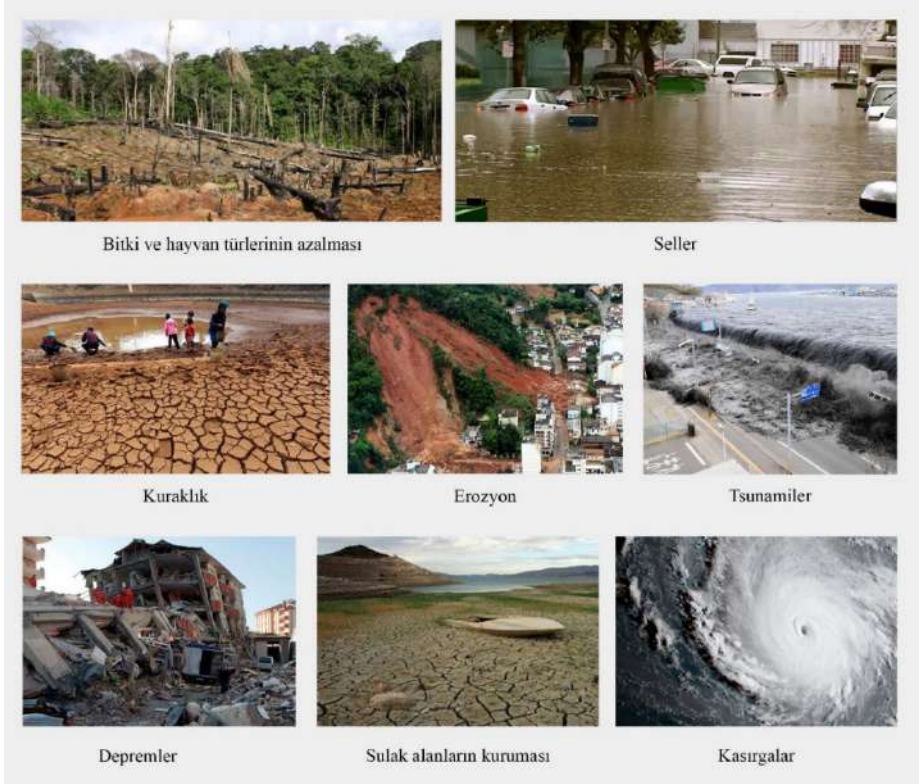 Bitki ve hayvan türlerinin azalması
Seller
Kuraklık
Erozyon
Tsunamiler
Depremler
Sulak alanların kuruması
Kasırgalar